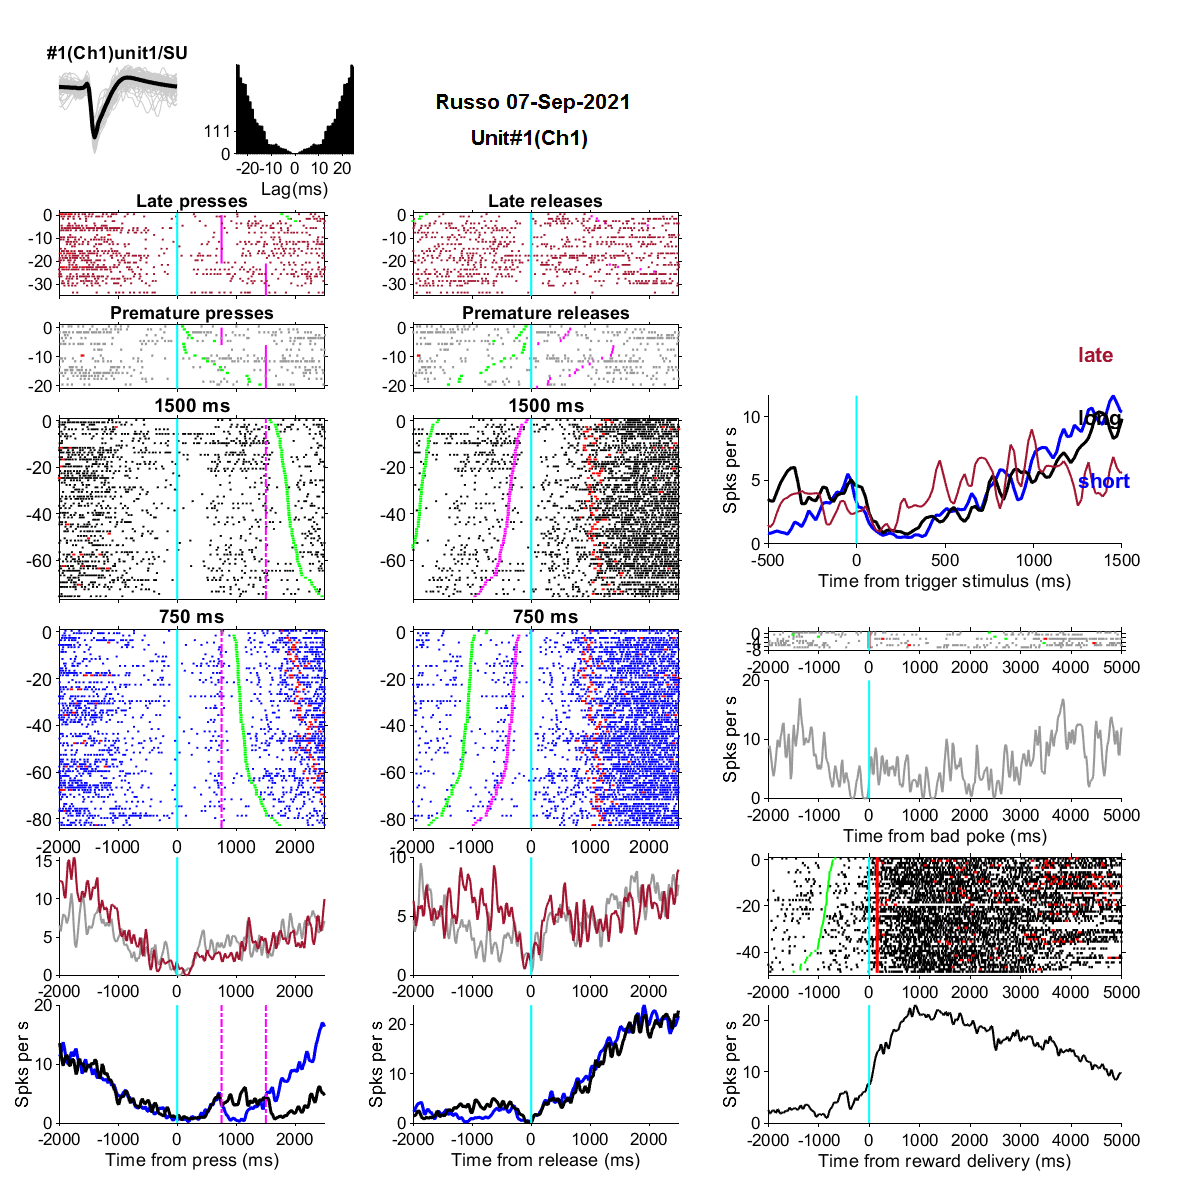 #1(Ch1)unit1/SU
Russo 07-Sep-2021
Unit#1(Ch1)
111
0
-20 -10 0 10 20
Lag(ms)
Late presses
0
-10
-20
-30
Late releases
0
-10
-20
-30
Premature presses
0
-10
-20
Premature releases
0
-10
-20
1500 ms
0
-20
-40
-60
1500 ms
0
-20
-40
-60
late
long
short
10
5
0
Spks per s
-500 0 500 1000 1500
Time from trigger stimulus (ms)
750 ms
0
-20
-40
-60
-80
-2000 -1000 0 1000 2000
750 ms
0
-20
-40
-60
-80
-2000 -1000 0 1000 2000
0
-2000 -1000 0 1000 2000 3000 4000 5000
20
10
0
Spks per s
-2000 -1000 0 1000 2000 3000 4000 5000
Time from bad poke (ms)
15
10
5
0
-2000 -1000 0 1000 2000
10
5
0
-2000 -1000 0 1000 2000
0
-20
-40
-2000 -1000 0 1000 2000 3000 4000 5000
20
10
0
Spks per s
-2000 -1000 0 1000 2000
Time from press (ms)
20
10
0
Spks per s
-2000 -1000 0 1000 2000
Time from release (ms)
20
10
0
Spks per s
-2000 -1000 0 1000 2000 3000 4000 5000
Time from reward delivery (ms)